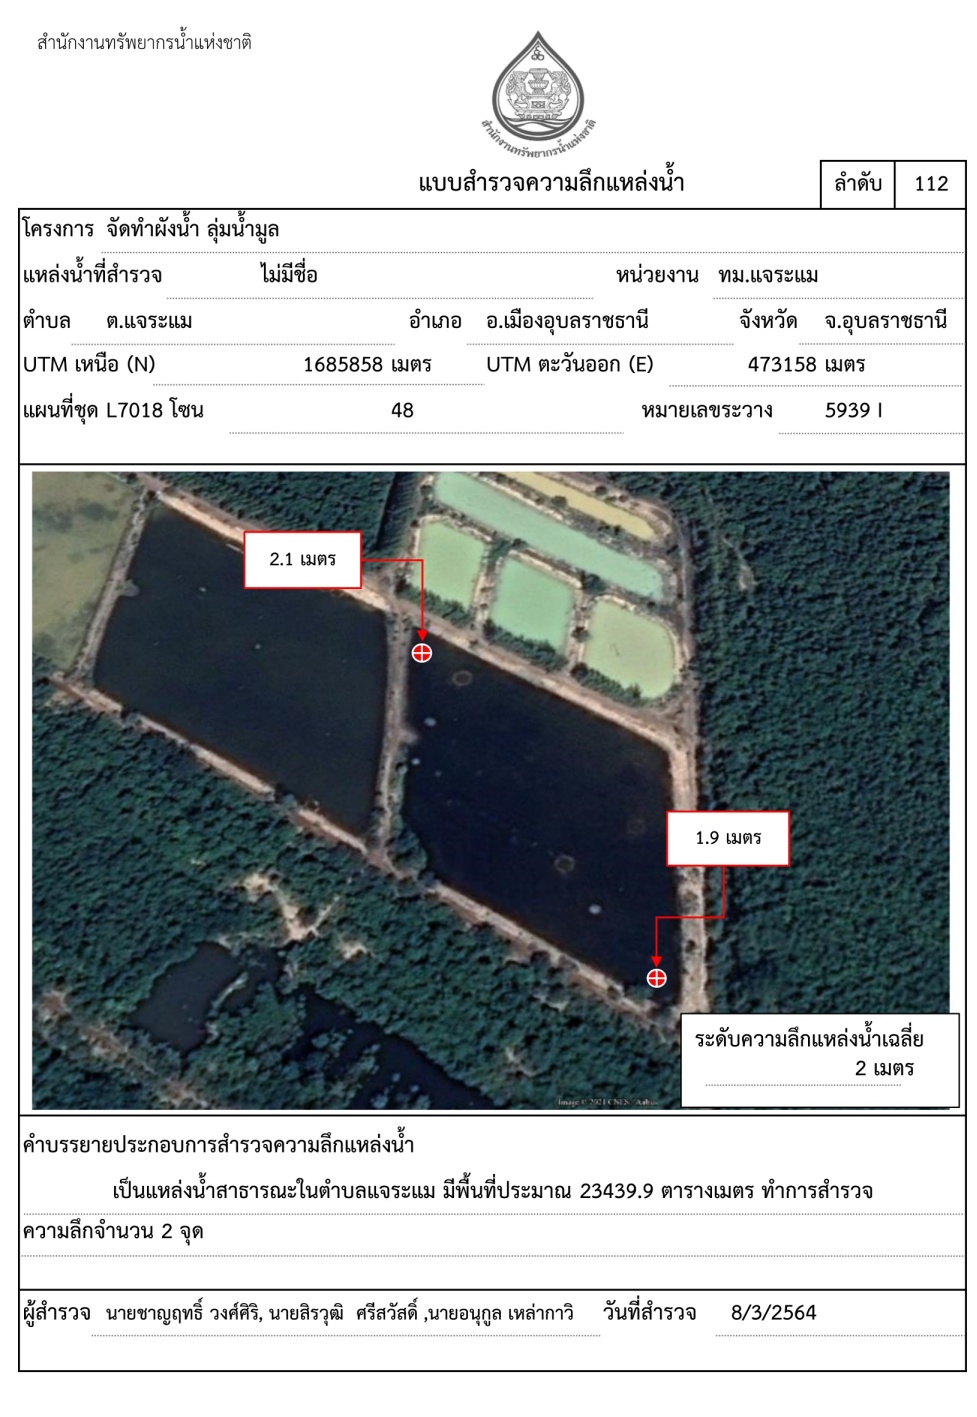 สำนักงานทรัพยากรน้ำแห่งชาติ
สำนักงานทรัพยากรน้ำแห่งชาติ
แบบสำรวจความลึกแหล่งน้ำ
ลำดับ 112
โครงการ จัดทำผังน้ำ ลุ่มน้ำมูล
แหล่งน้ำที่สำรวจ ไม่มีชื่อ หน่วยงาน ทม.แจระแม
ตำบล ต.แจระแม อำเภอ อ.เมืองอุบลราชธานี จังหวัด จ.อุบลราชธานี
UTM เหนือ (N) 1685858 เมตร UTM ตะวันออก (E) 473158 เมตร
แผนที่ชุด L7018 โซน 48 หมายเลขระวาง 5939 I
2.1 เมตร
1.9 เมตร
ระดับความลึกแหล่งน้ำเฉลี่ย
2 เมตร
Image © 2021 CNES / Airbus
คำบรรยายประกอบการสำรวจความลึกแหล่งน้ำ
เป็นแหล่งน้ำสาธารณะในตำบลแจระแม มีพื้นที่ประมาณ 23439.9 ตารางเมตร ทำการสำรวจ
ความลึกจำนวน 2 จุด
ผู้สำรวจ นายชาญฤทธิ์ วงศ์ศิริ, นายสิรวุฒิ ศรีสวัสดิ์ ,นายอนุกูล เหล่ากาวิ วันที่สำรวจ 8/3/2564